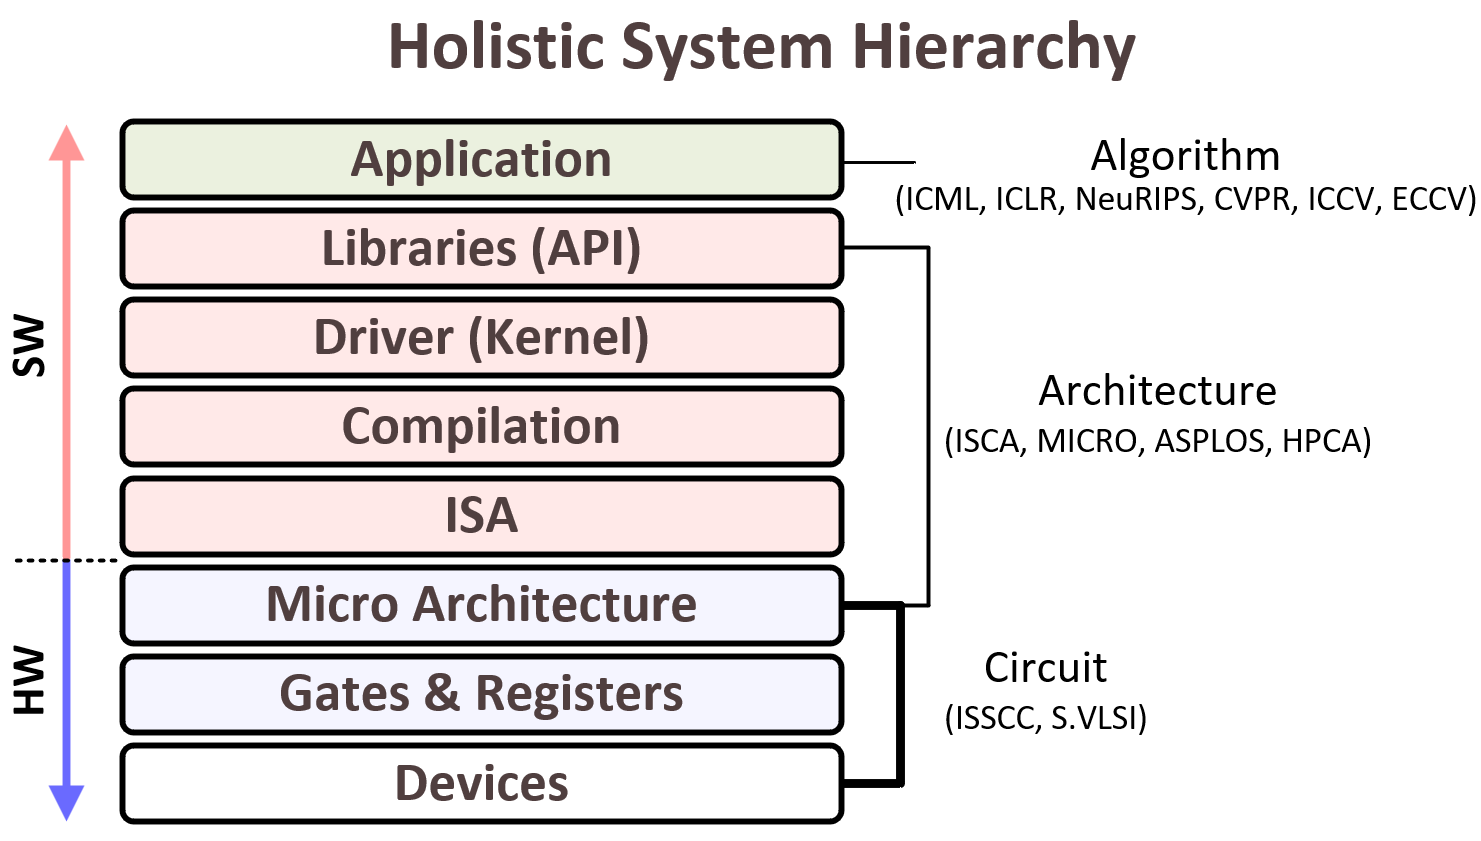 Holistic System Hierarchy
Application
Algorithm
(ICML, ICLR, NeuRIPS, CVPR, ICCV, ECCV)
Libraries (API)
Driver (Kernel)
SW
Compilation
Architecture
(ISCA, MICRO, ASPLOS, HPCA)
ISA
Micro Architecture
HW
Gates & Registers
Circuit
(ISSCC, S.VLSI)
Devices